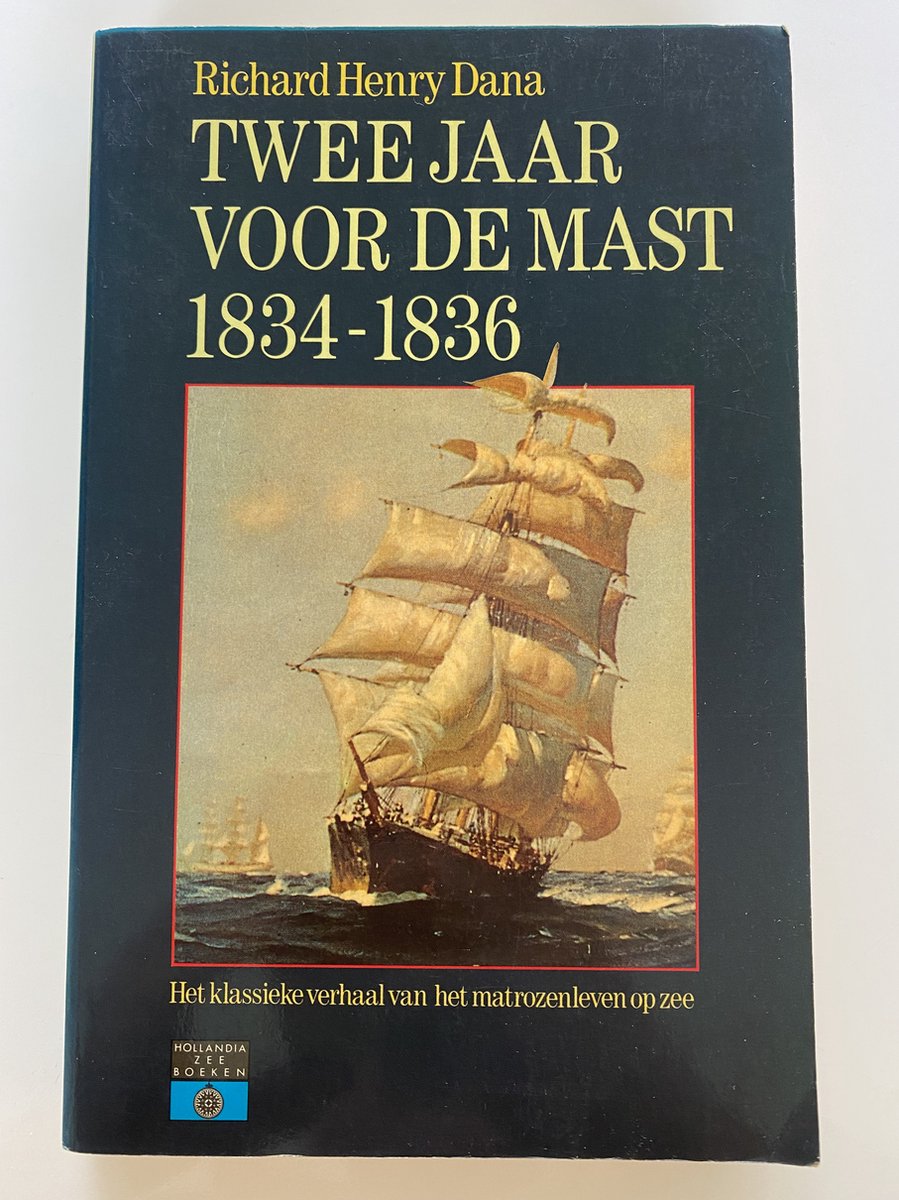 Richard Henry Dana
TWEE JAAR
VOOR DE MAST
1834-1836
Het klassieke verhaal van het matrozenleven op zee
HOLLANDIA
ZEE
BOEKEN